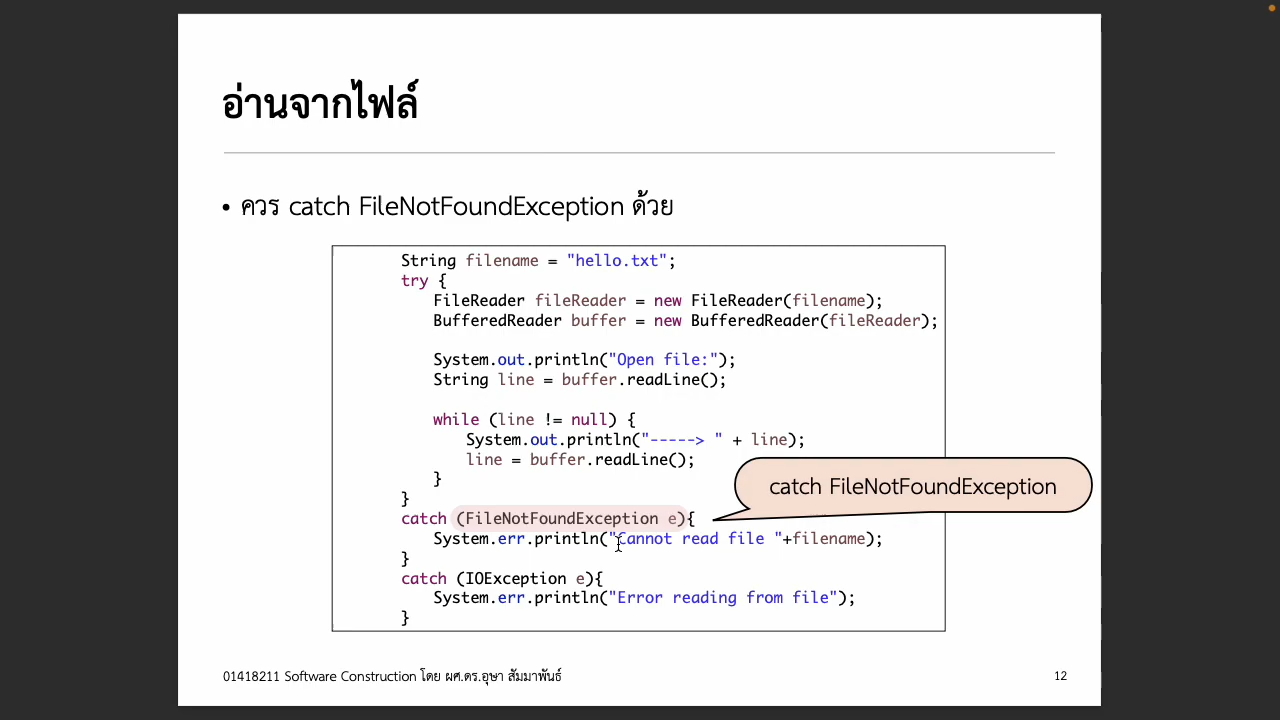 อ่านจากไฟล์
• ควร catch FileNotFoundException ด้วย
String filename = "hello.txt";
try {
FileReader fileReader = new FileReader(filename);
BufferedReader buffer = new BufferedReader(fileReader);
System.out.println("Open file:");
String line = buffer.readLine();
while (line != null) {
System.out.println("-----> " + line);
line = buffer.readLine();
}
}
catch (FileNotFoundException e){
System.err.println("Cannot read file "+filename);
}
catch (IOException e){
System.err.println("Error reading from file");
}
catch FileNotFoundException
01418211 Software Construction โดย ผศ.ดร.อุษา สัมมาพันธ์
12